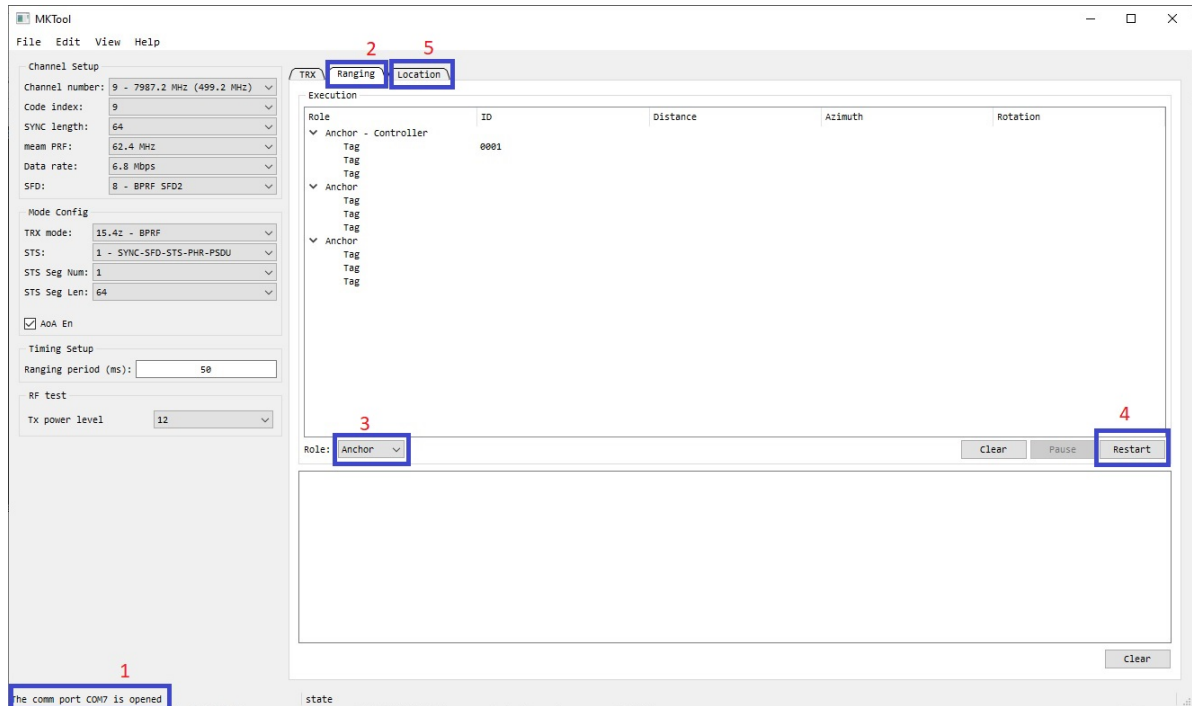 MKTool
File Edit View Help
2
5
Channel Setup
Channel number: 9 - 7987.2 MHz (499.2 MHz)
Code index: 9
SYNC length: 64
meam PRF: 62.4 MHz
Data rate: 6.8 Mbps
SFD: 8 - BPRF SFD2
Mode Config
TRX mode: 15.4z - BPRF
STS: 1 - SYNC-SFD-STS-PHR-PSDU
STS Seg Num: 1
STS Seg Len: 64
AoA En
Timing Setup
Ranging period (ms): 50
RF test
Tx power level 12
TRX Ranging Location
Execution
Role ID Distance Azimuth Rotation
Anchor - Controller
Tag 0001
Tag
Tag
Anchor
Tag
Tag
Tag
Anchor
Tag
Tag
Tag
3
4
Role: Anchor Clear Pause Restart
Clear
1
The comm port COM7 is opened state